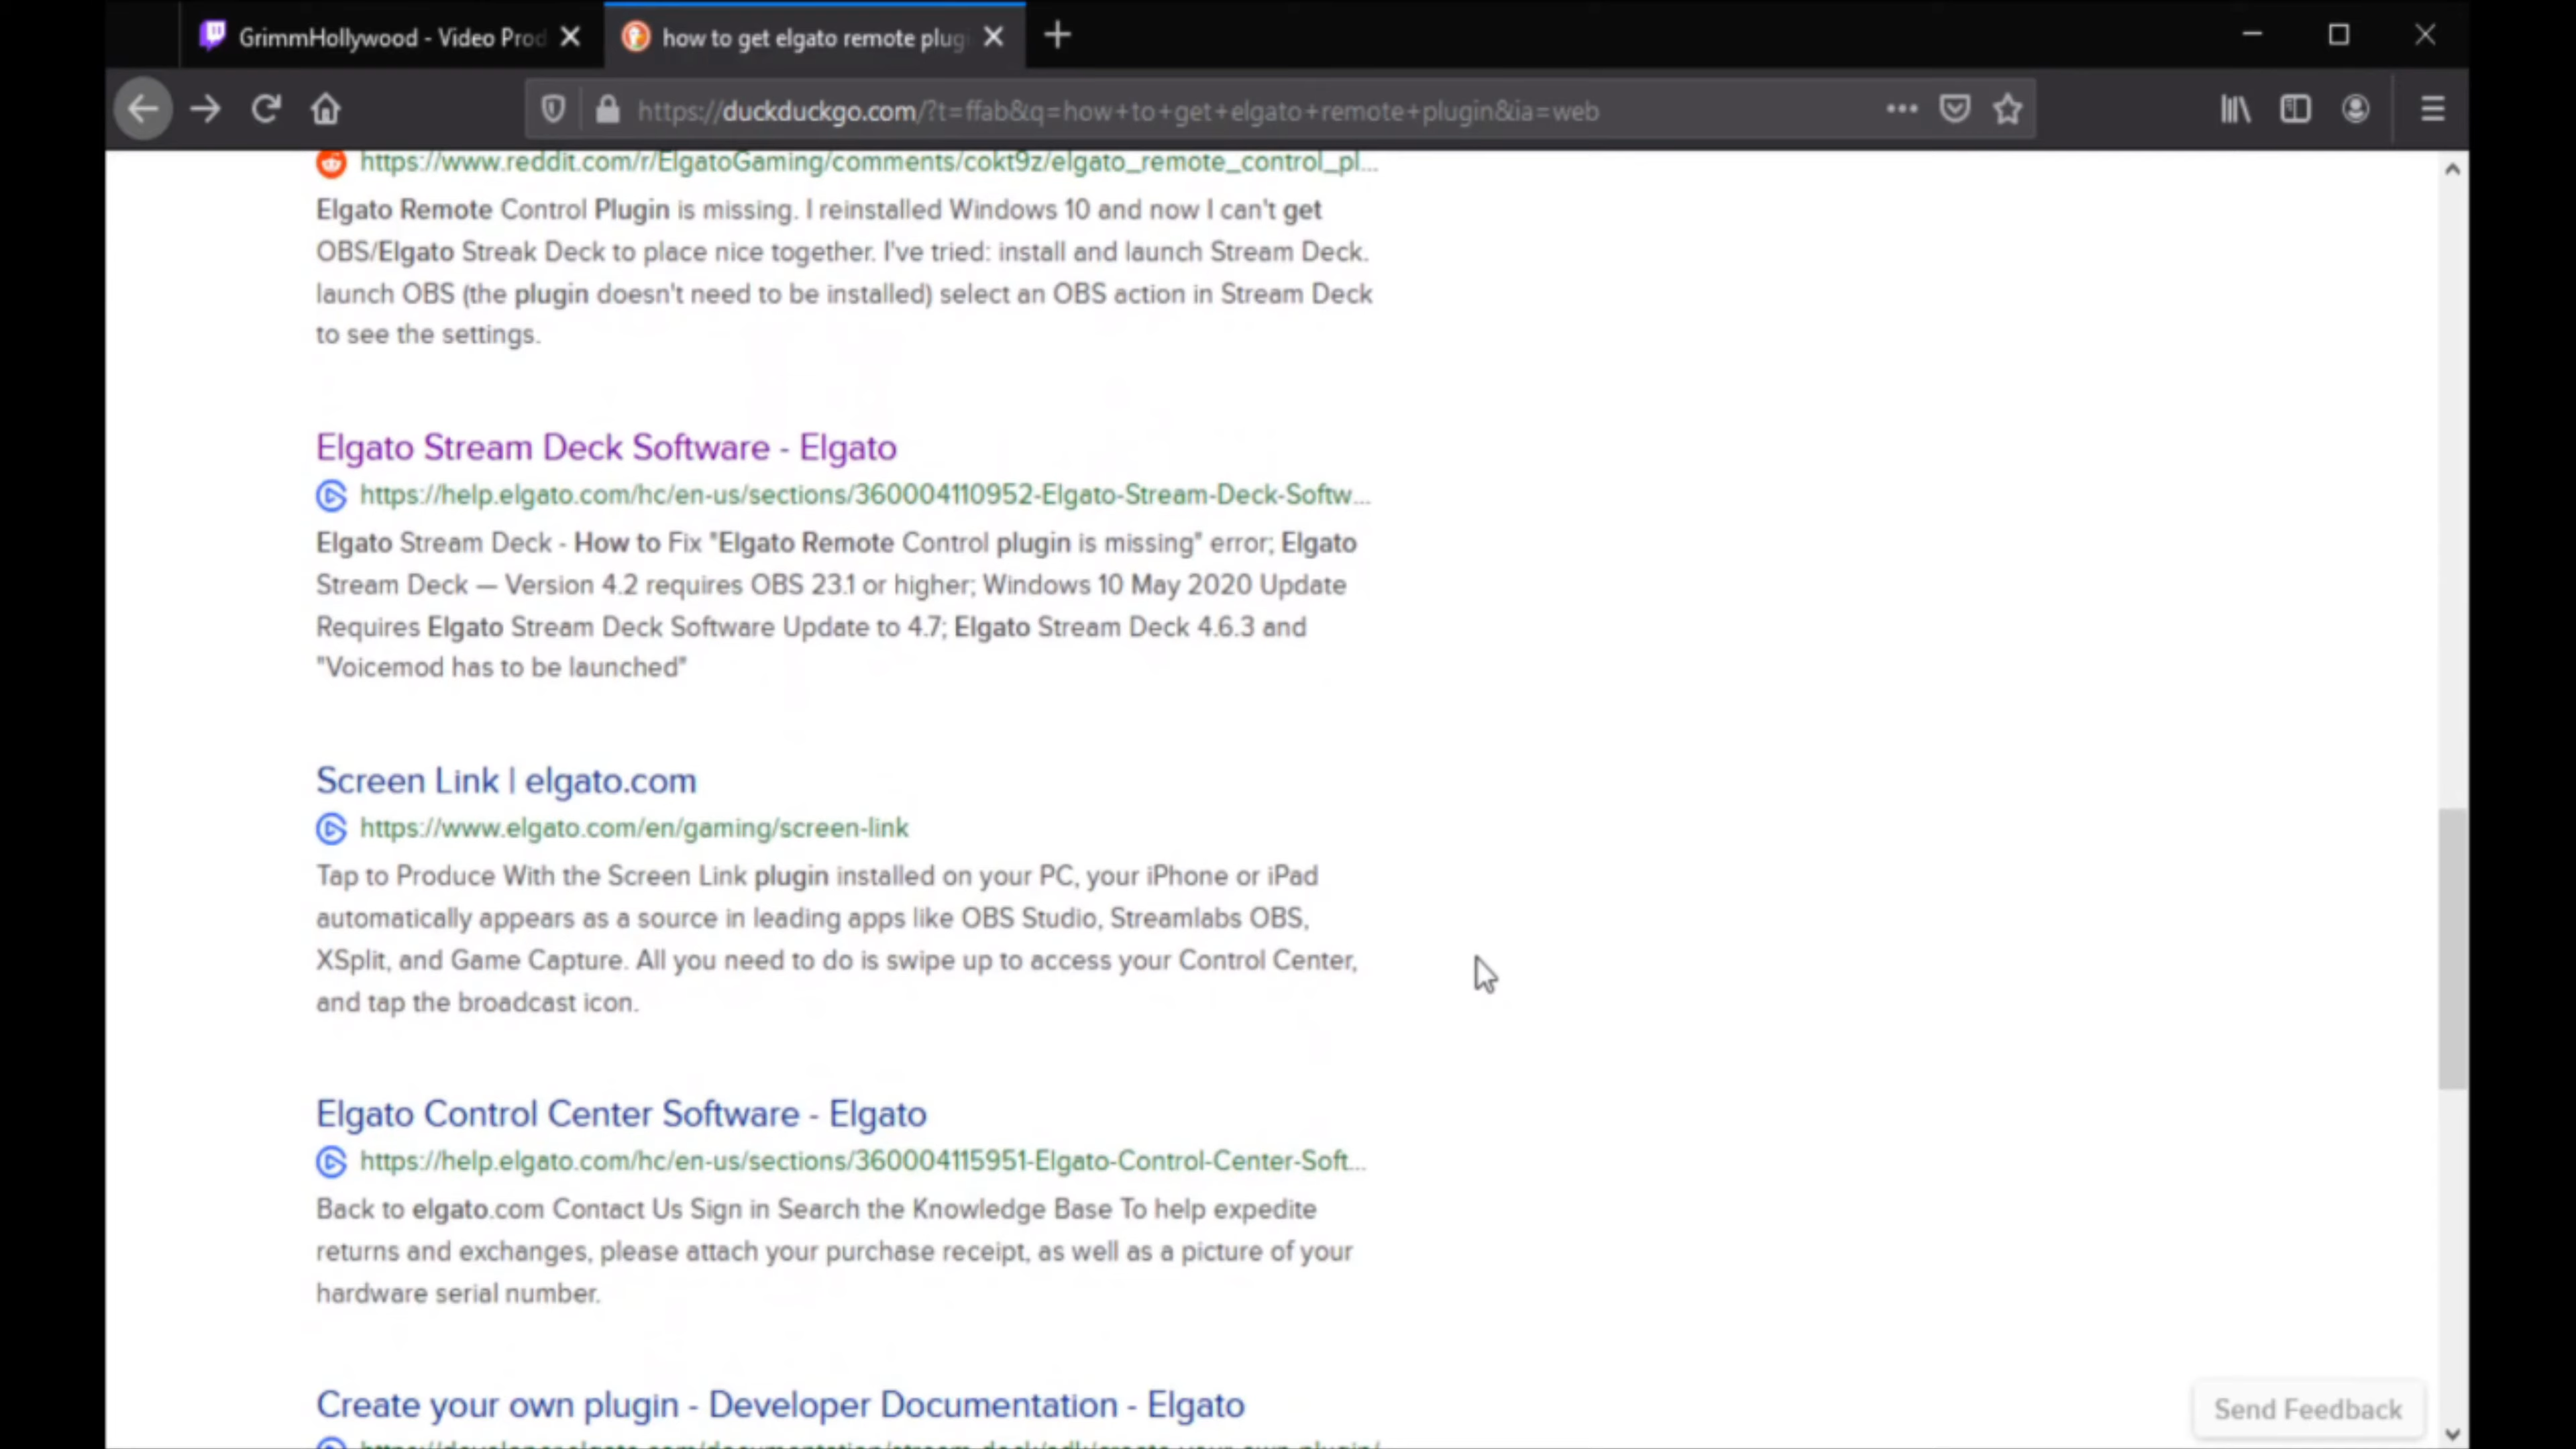 GrimmHollywood - Video Prod
how to get elgato remote plug
https://duckduckgo.com/?t=ffab&q=how+to+get+elgato+remote+plugin&ia=web
https://www.reddit.com/r/ElgatoGaming/comments/cokt9z/elgato_remote_control_pl...
Elgato Remote Control Plugin is missing. I reinstalled Windows 10 and now I can't get
OBS/Elgato Streak Deck to place nice together. I've tried: install and launch Stream Deck.
launch OBS (the plugin doesn't need to be installed) select an OBS action in Stream Deck
to see the settings.
Elgato Stream Deck Software - Elgato
https://help.elgato.com/hc/en-us/sections/360004110952-Elgato-Stream-Deck-Softw...
Elgato Stream Deck - How to Fix "Elgato Remote Control plugin is missing" error; Elgato
Stream Deck — Version 4.2 requires OBS 23.1 or higher; Windows 10 May 2020 Update
Requires Elgato Stream Deck Software Update to 4.7; Elgato Stream Deck 4.6.3 and
"Voicemod has to be launched"
Screen Link | elgato.com
https://www.elgato.com/en/gaming/screen-link
Tap to Produce With the Screen Link plugin installed on your PC, your iPhone or iPad
automatically appears as a source in leading apps like OBS Studio, Streamlabs OBS,
XSplit, and Game Capture. All you need to do is swipe up to access your Control Center,
and tap the broadcast icon.
Elgato Control Center Software - Elgato
https://help.elgato.com/hc/en-us/sections/360004115951-Elgato-Control-Center-Soft...
Back to elgato.com Contact Us Sign in Search the Knowledge Base To help expedite
returns and exchanges, please attach your purchase receipt, as well as a picture of your
hardware serial number.
Create your own plugin - Developer Documentation - Elgato
Send Feedback